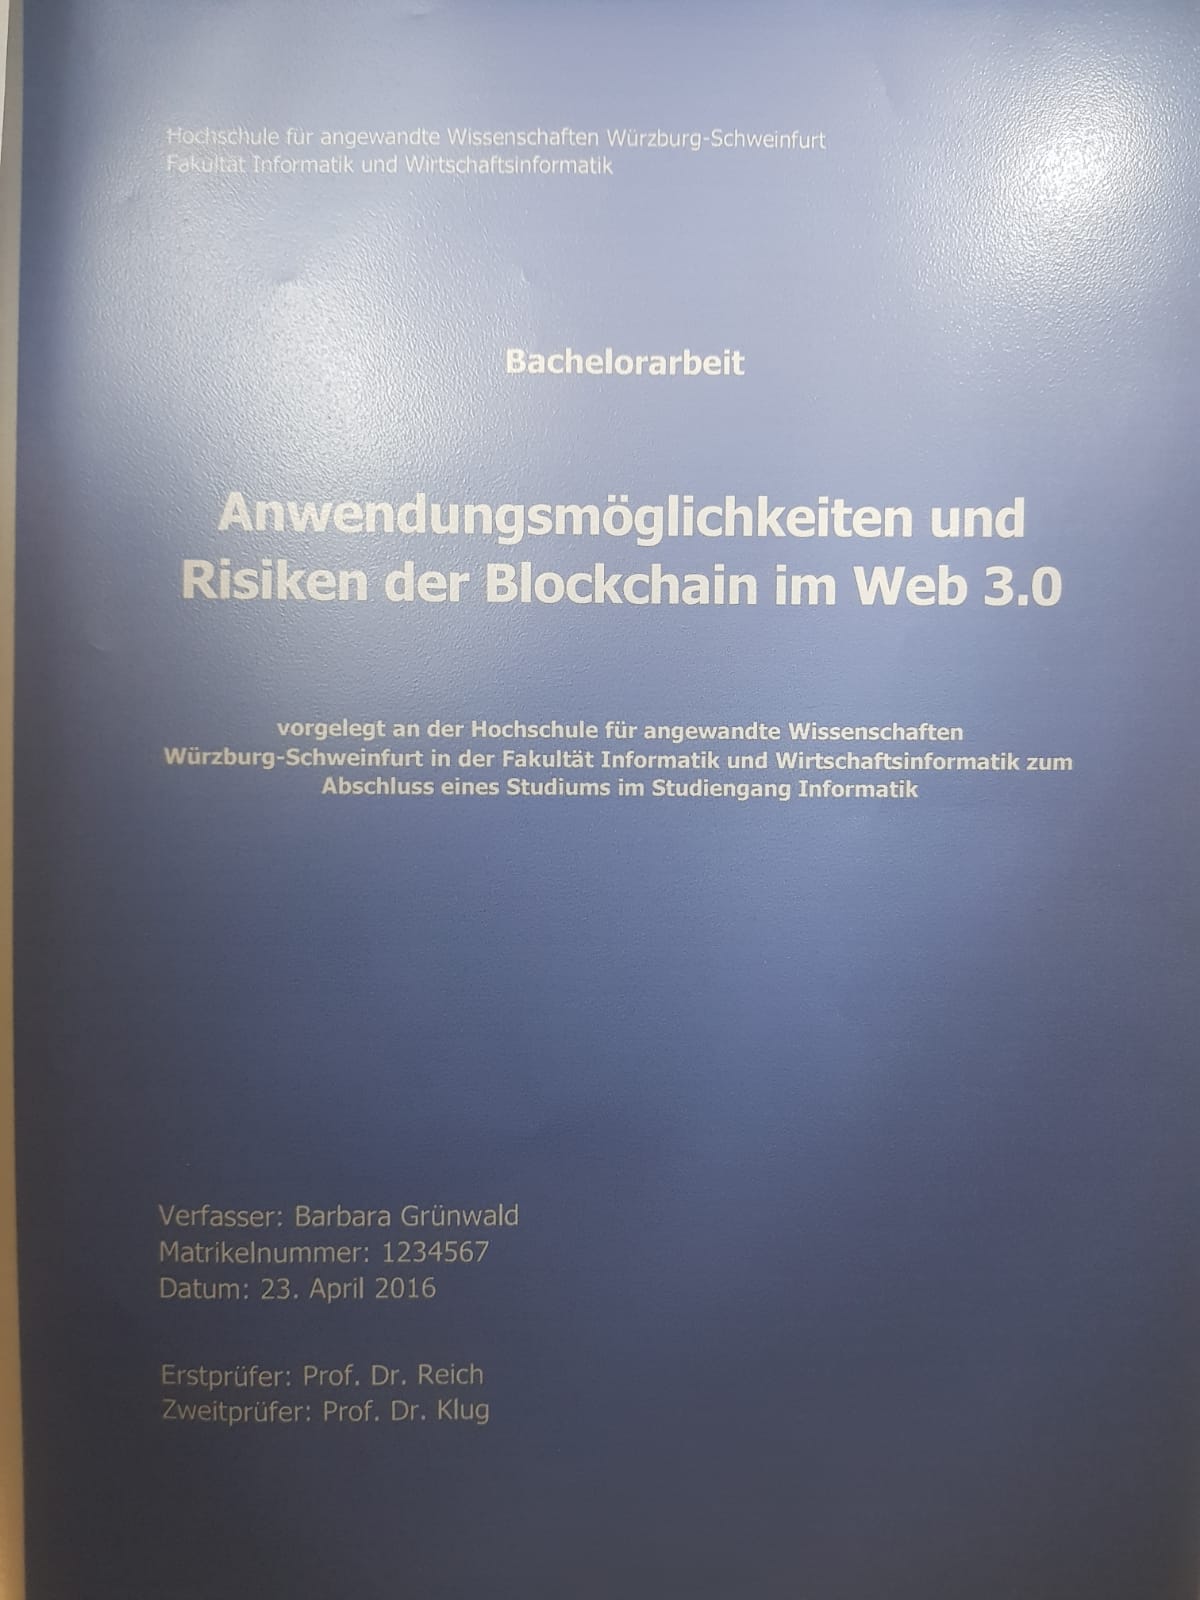 Hochschule für angewandte Wissenschaften Würzburg-Schweinfurt
Fakultät Informatik und Wirtschaftsinformatik
Bachelorarbeit
Anwendungsmöglichkeiten und
Risiken der Blockchain im Web 3.0
vorgelegt an der Hochschule für angewandte Wissenschaften
Würzburg-Schweinfurt in der Fakultät Informatik und Wirtschaftsinformatik zum
Abschluss eines Studiums im Studiengang Informatik
Verfasser: Barbara Grünwald
Matrikelnummer: 1234567
Datum: 23. April 2016
Erstprüfer: Prof. Dr. Reich
Zweitprüfer: Prof. Dr. Klug